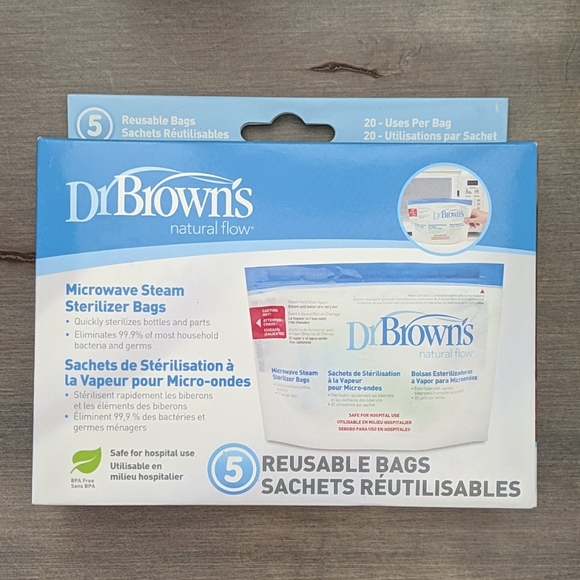 5
Reusable Bags
Sachets Réutilisables
20 - Uses Per Bag
20 - Utilisations par Sachet
Dr Brown's
natural flow®
Microwave Steam
Sterilizer Bags
• Quickly sterilizes bottles and parts
• Eliminates 99.9% of most household
bacteria and germs
Sachets de Stérilisation à
la Vapeur pour Micro-ondes
• Stérilisent rapidement les biberons
et les éléments des biberons
• Éliminent 99,9 % des bactéries et
germes ménagers
BPA Free
Sans BPA
Safe for hospital use
Utilisable en
milieu hospitalier
Dr Brown's
natural flow
Microwave Steam
Sterilizer Bags
Sachets de Stérilisation
à la Vapeur
pour Micro-ondes
Bolsas Esterilizadoras
a Vapor para Microondas
SAFE FOR HOSPITAL USE
UTILISABLE EN MILIEU HOSPITALIER
SEGURO PARA USO EN HOSPITALES
5
REUSABLE BAGS
SACHETS RÉUTILISABLES